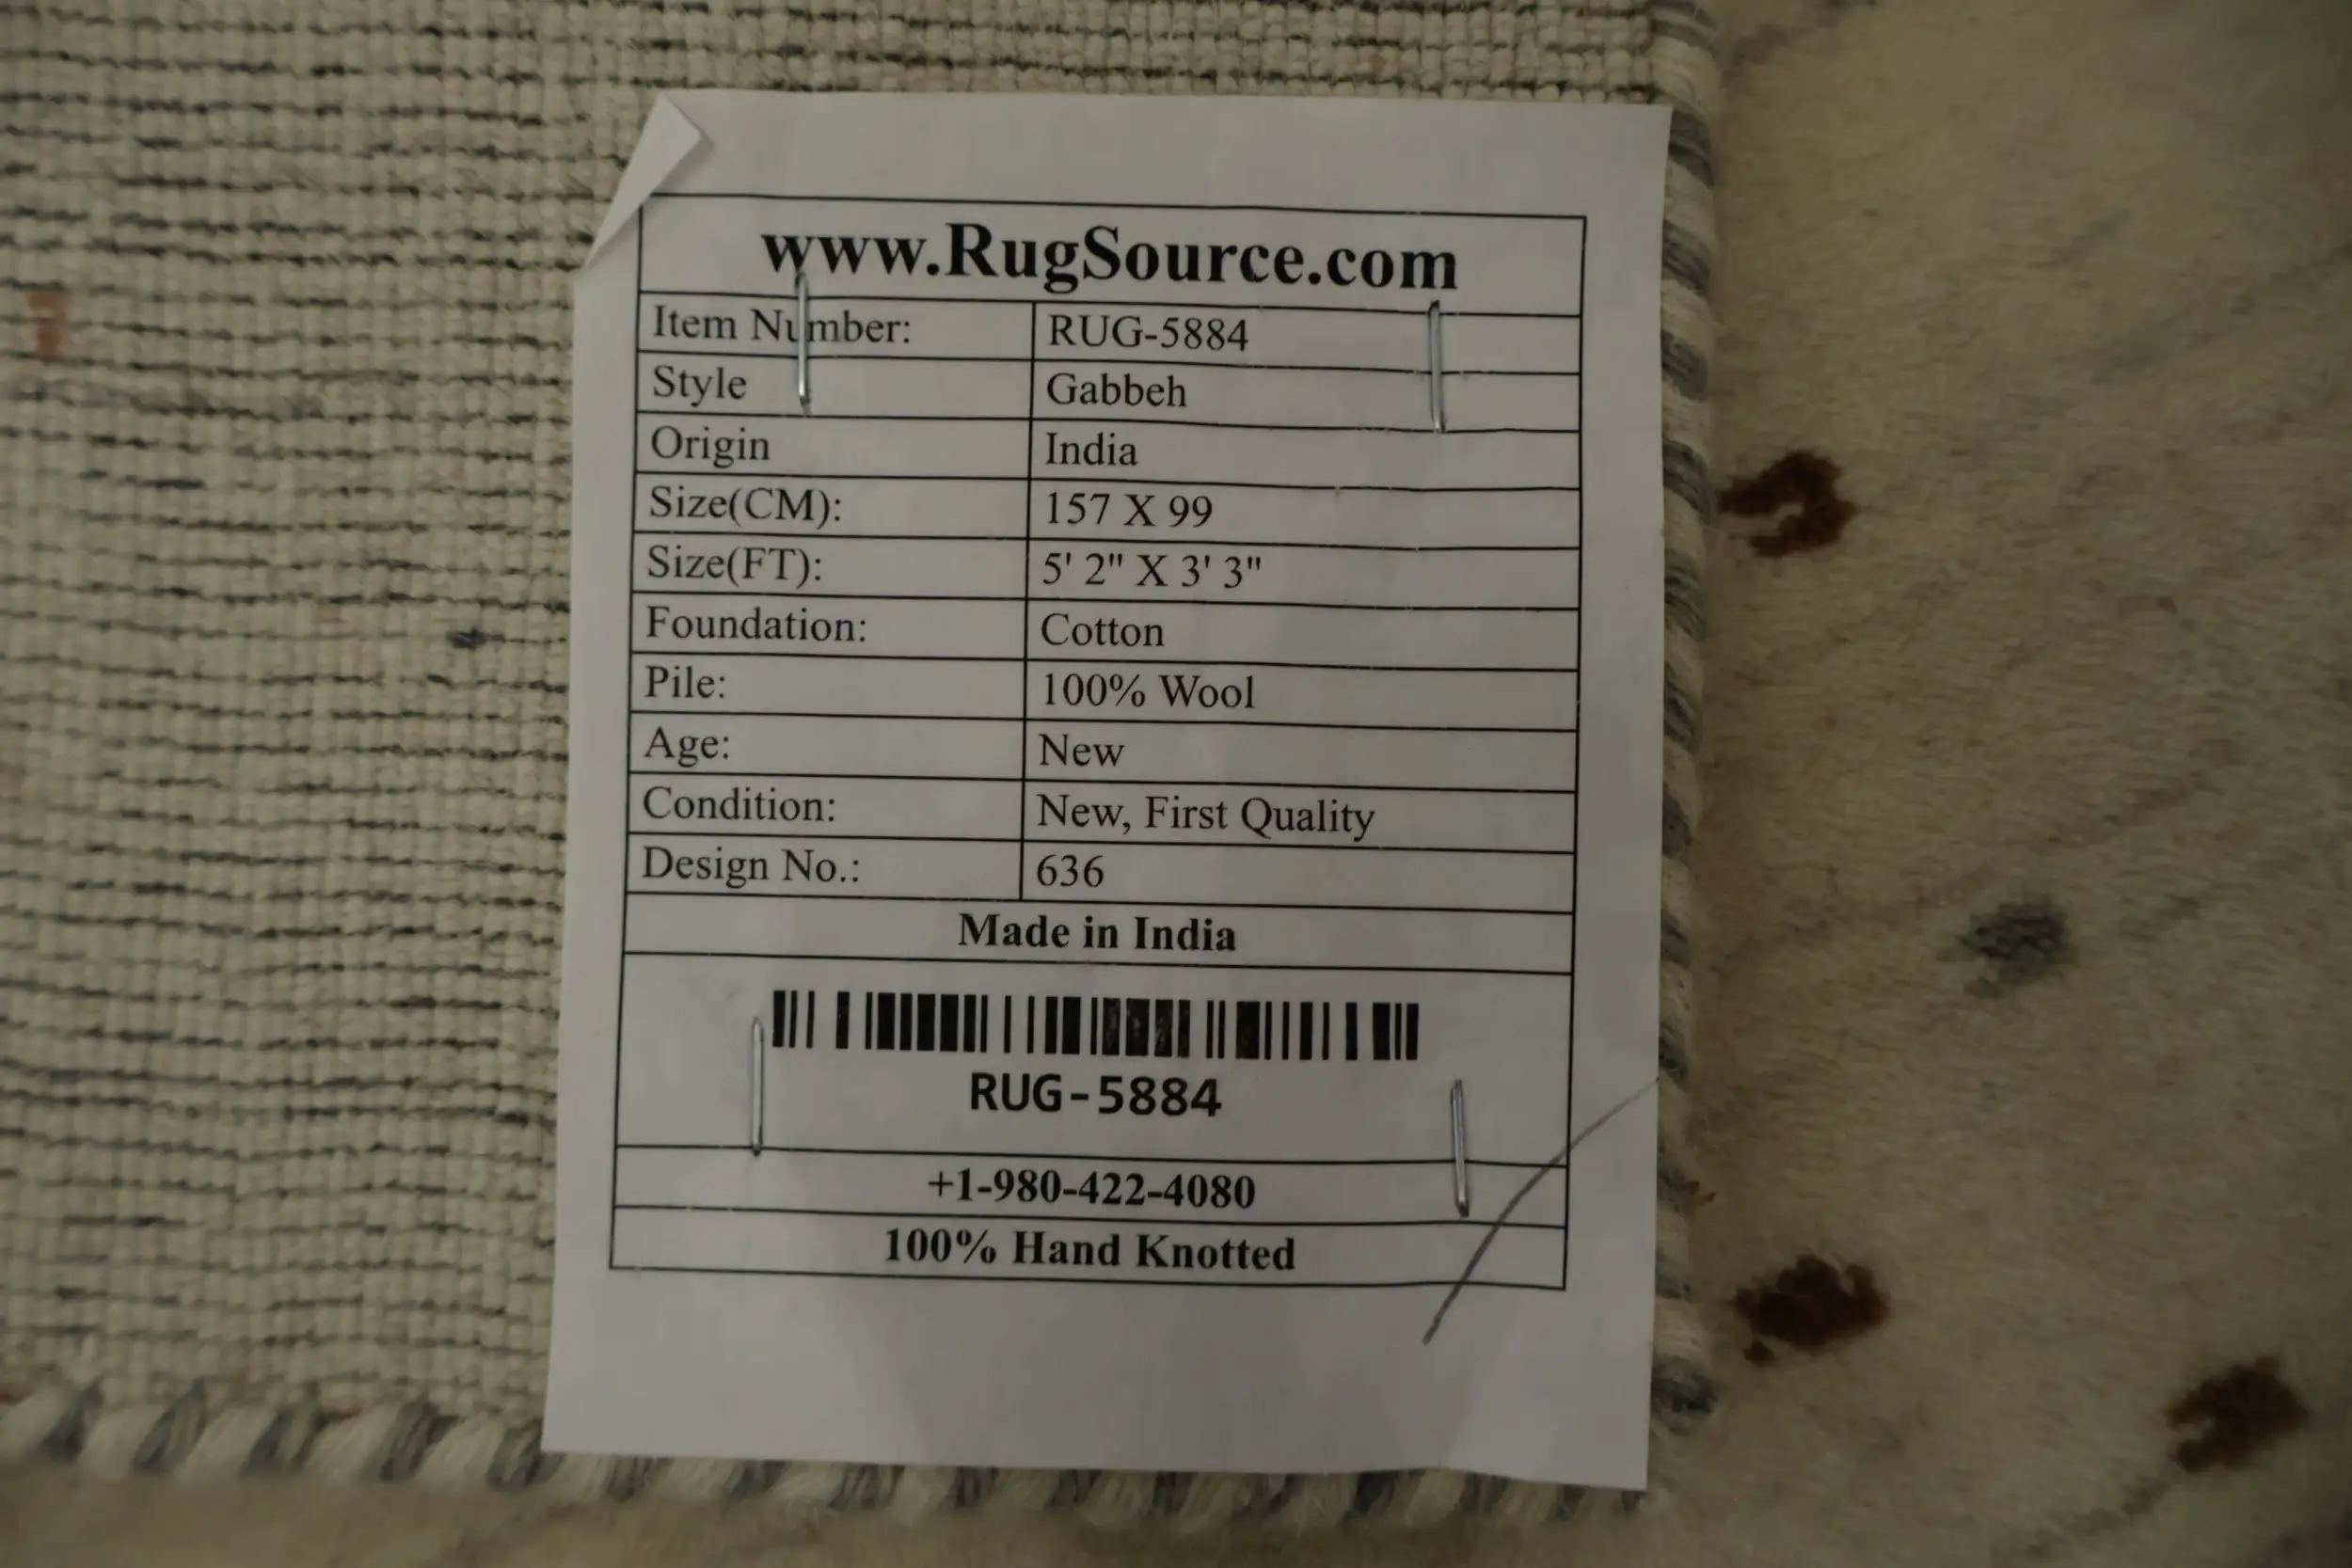 www.RugSource.com
Item Number: RUG-5884
Style Gabbeh
Origin India
Size(CM): 157 X 99
Size(FT): 5' 2" X 3' 3"
Foundation: Cotton
Pile: 100% Wool
Age: New
Condition: New, First Quality
Design No.: 636
Made in India
RUG-5884
+1-980-422-4080
100% Hand Knotted